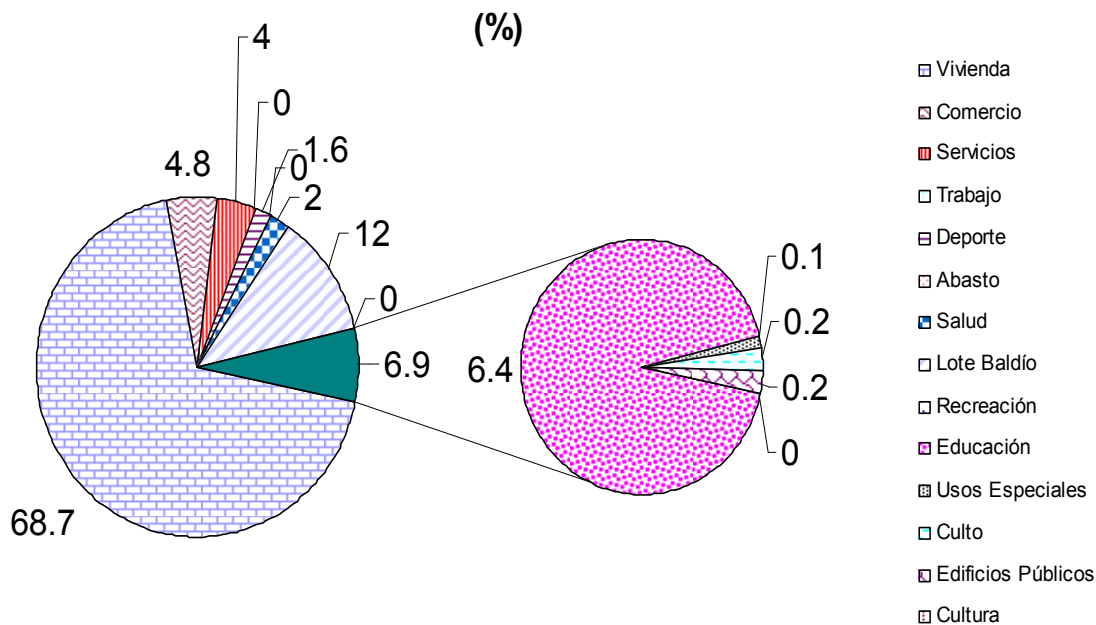 (%)
4
0
1.6
0
4.8
2
12
0
6.9
68.7
0.1
0.2
6.4
0.2
0
Vivienda
Comercio
Servicios
Trabajo
Deporte
Abasto
Salud
Lote Baldío
Recreación
Educación
Usos Especiales
Culto
Edificios Públicos
Cultura